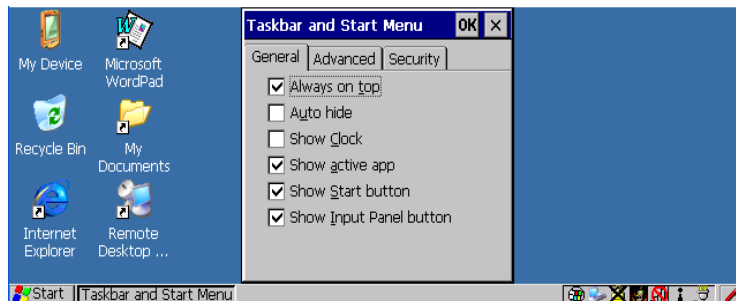 My Device
Microsoft
WordPad
Recycle Bin
My
Documents
Internet
Explorer
Remote
Desktop ...
Taskbar and Start Menu OK ×
General Advanced Security
Always on top
Auto hide
Show Clock
Show active app
Show Start button
Show Input Panel button
Start Taskbar and Start Menu